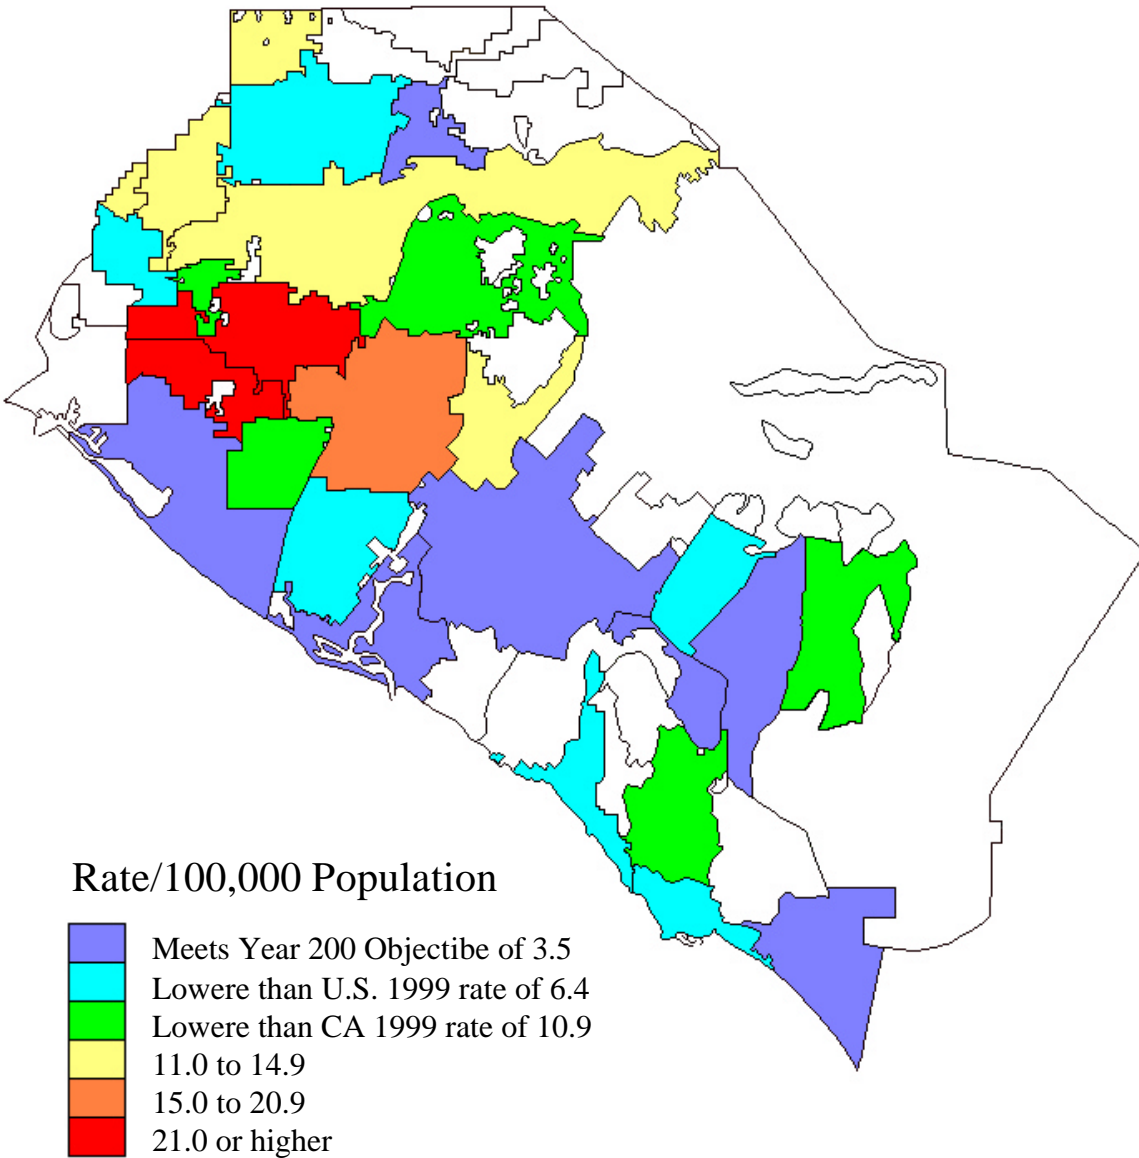 Rate/100,000 Population
Meets Year 200 Objectibe of 3.5
Lowere than U.S. 1999 rate of 6.4
Lowere than CA 1999 rate of 10.9
11.0 to 14.9
15.0 to 20.9
21.0 or higher